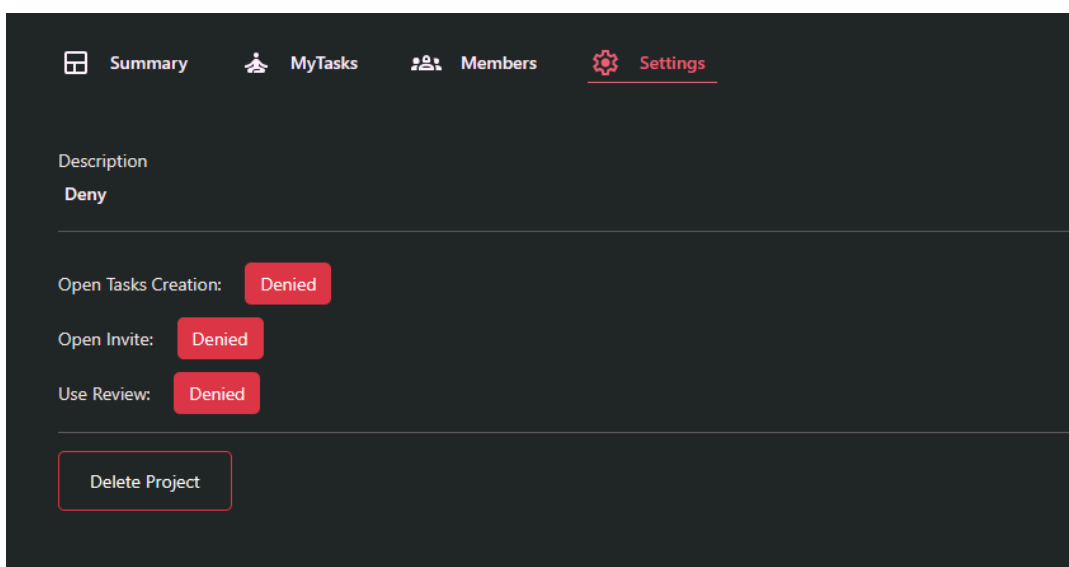 Summary MyTasks Members Settings
Description
Deny
Open Tasks Creation: Denied
Open Invite: Denied
Use Review: Denied
Delete Project